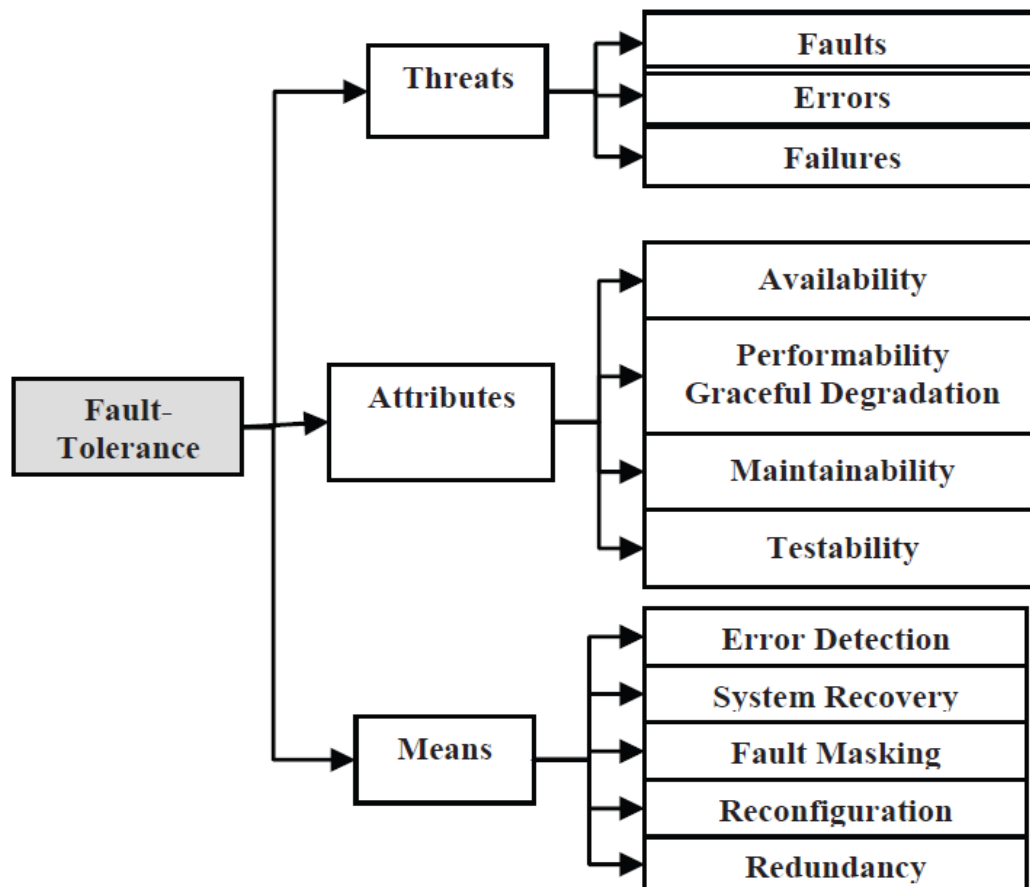 Threats
Faults
Errors
Failures
Fault-
Tolerance
Attributes
Availability
Performability
Graceful Degradation
Maintainability
Testability
Means
Error Detection
System Recovery
Fault Masking
Reconfiguration
Redundancy